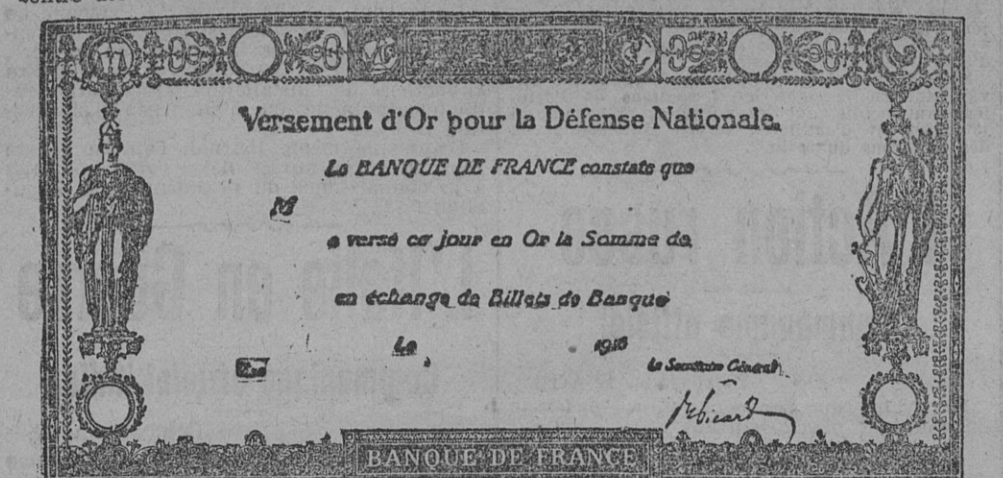 Versement d'Or pour la Défense Nationale.
La BANQUE DE FRANCE constate que
M
a versé ce jour en Or la Somme de
en échange de Billets de Banque
Le 1915
Le Secrétaire Général
Picard
BANQUE DE FRANCE